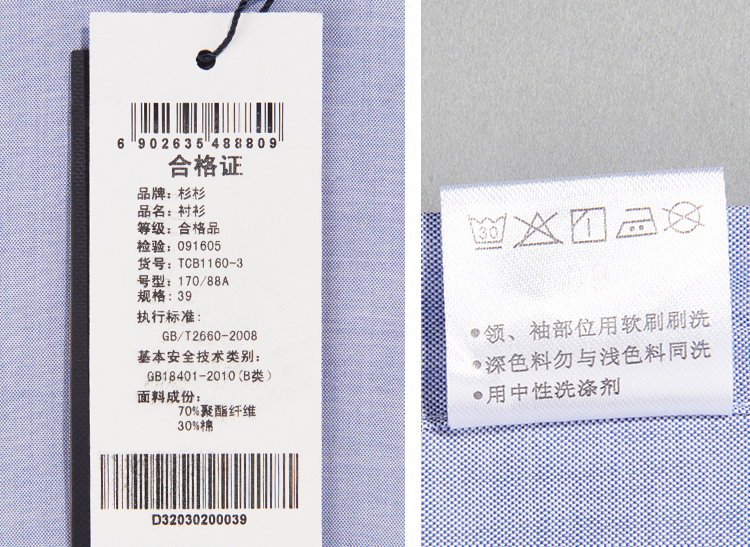 6 902635 488809
合格证
品牌：杉杉
品名：衬衫
等级：合格品
检验：091605
货号：TCB1160-3
号型：170/88A
规格：39
执行标准：
GB/T2660-2008
基本安全技术类别：
GB18401-2010(B类)
面料成份：
70%聚酯纤维
30%棉
D32030200039
30
1
•领、袖部位用软刷刷洗
•深色料勿与浅色料同洗
•用中性洗涤剂